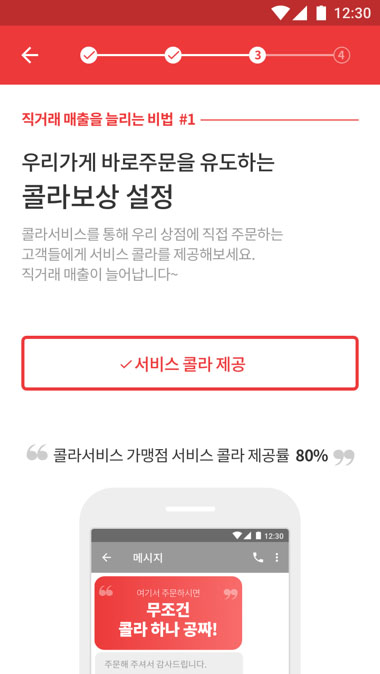 12:30
3
4
직거래 매출을 늘리는 비법 #1
우리가게 바로주문을 유도하는
콜라보상 설정
콜라서비스를 통해 우리 상점에 직접 주문하는
고객들에게 서비스 콜라를 제공해보세요.
직거래 매출이 늘어납니다~
서비스 콜라 제공
“ 콜라서비스 가맹점 서비스 콜라 제공률 80% ”
12:30
메시지
“ 여기서 주문하시면 ”
무조건
콜라 하나 공짜!
주문해 주셔서 감사드립니다.